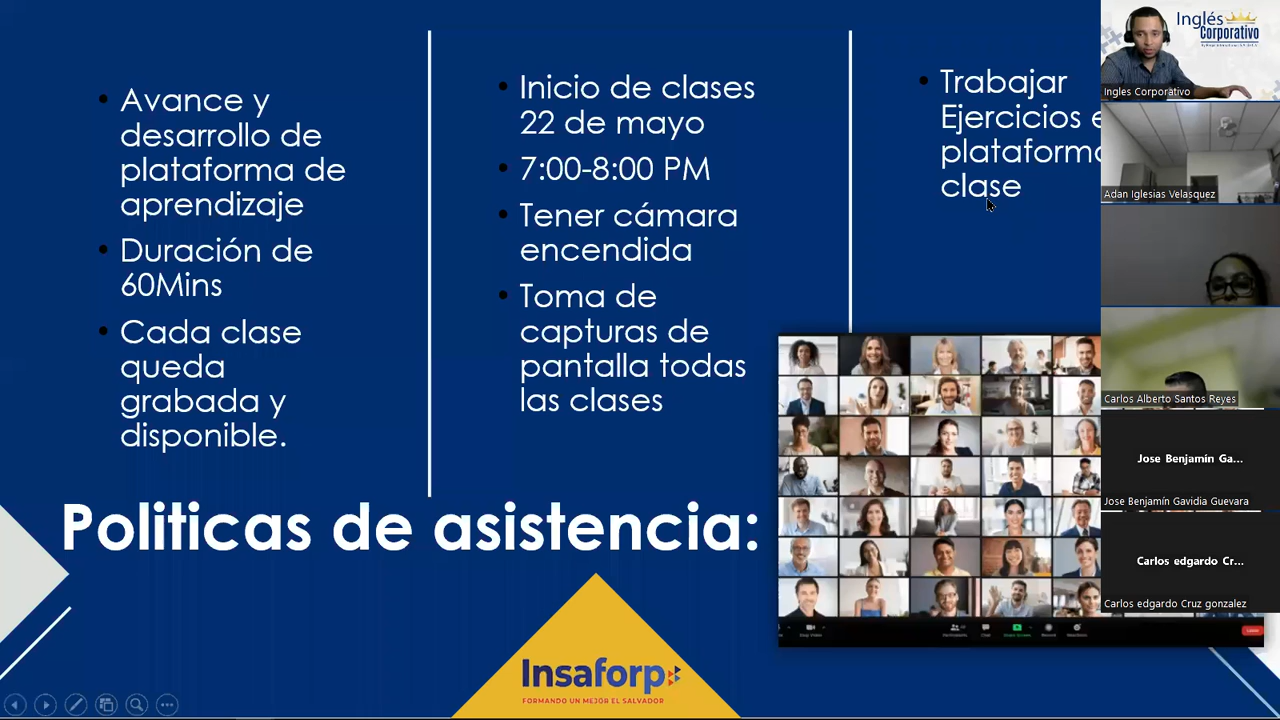 Avance y
desarrollo de
plataforma de
aprendizaje
Duración de
60Mins
Cada clase
queda
grabada y
disponible.
Inicio de clases
22 de mayo
7:00-8:00 PM
Tener cámara
encendida
Toma de
capturas de
pantalla todas
las clases
Trabajar
Ejercicios
clase
Politicas de asistencia:
Insaforp
FORMANDO UN MEJOR EL SALVADOR
Inglés
Corporativo
Ingles Corporativo
Adan Iglesias Velasquez
Carlos Alberto Santos Reyes
Jose Benjamín Ga...
Jose Benjamín Gavidia Guevara
Carlos edgardo Cr...
Carlos edgardo Cruz gonzalez